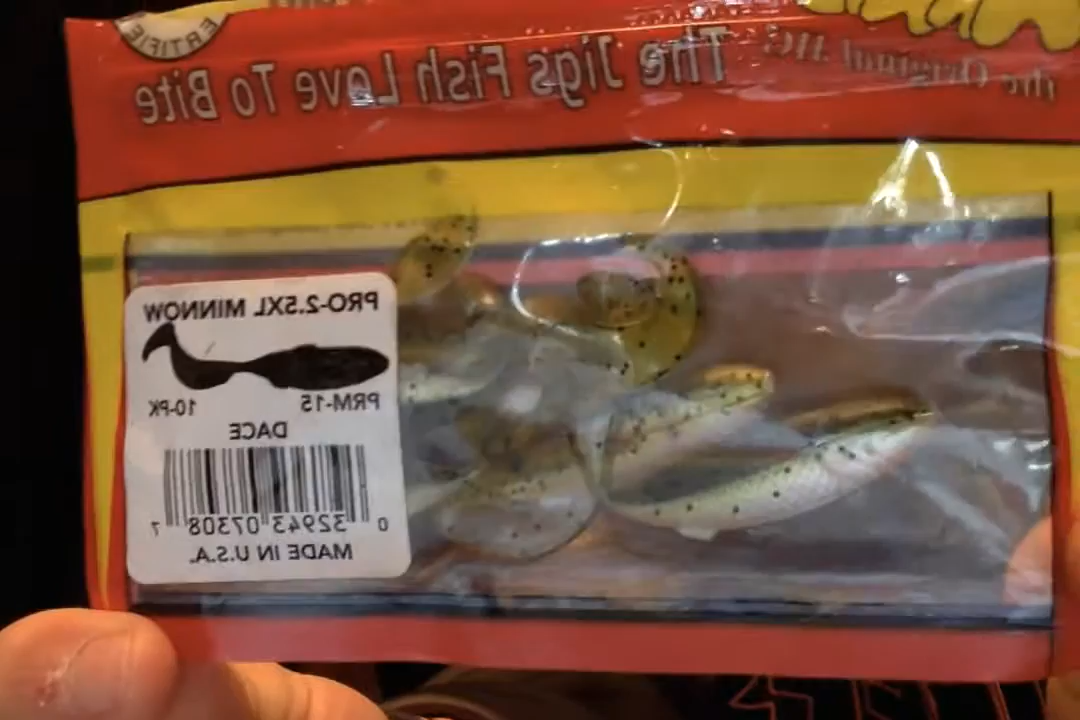 The Original JIG
The Jigs Fish Love To Bite
PRO-2.5XL MINNOW
PRM-15 10-PK
DACE
0 32943 07308 7
MADE IN U.S.A.